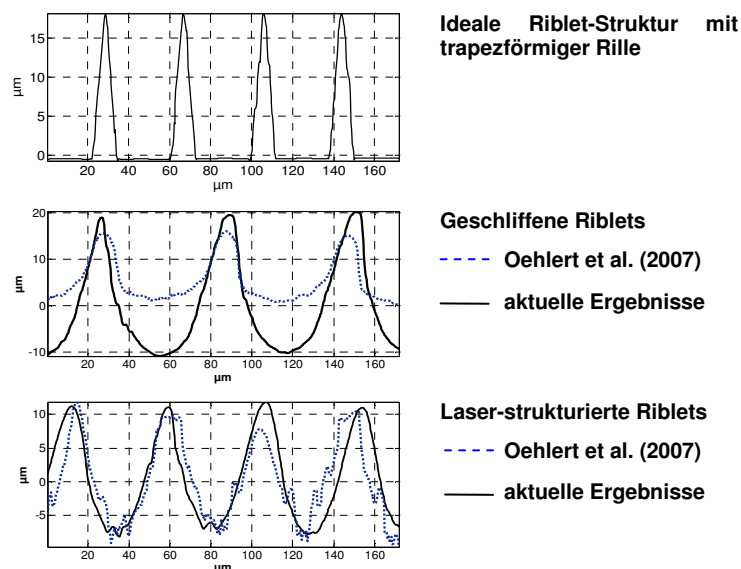 15
10
5
0
µm
20 40 60 80 100 120 140 160
µm
Ideale Riblet-Struktur mit
trapezförmiger Rille
20
10
0
-10
µm
20 40 60 80 100 120 140 160
µm
Geschliffene Riblets
Oehlert et al. (2007)
aktuelle Ergebnisse
10
5
0
-5
µm
20 40 60 80 100 120 140 160
µm
Laser-strukturierte Riblets
Oehlert et al. (2007)
aktuelle Ergebnisse